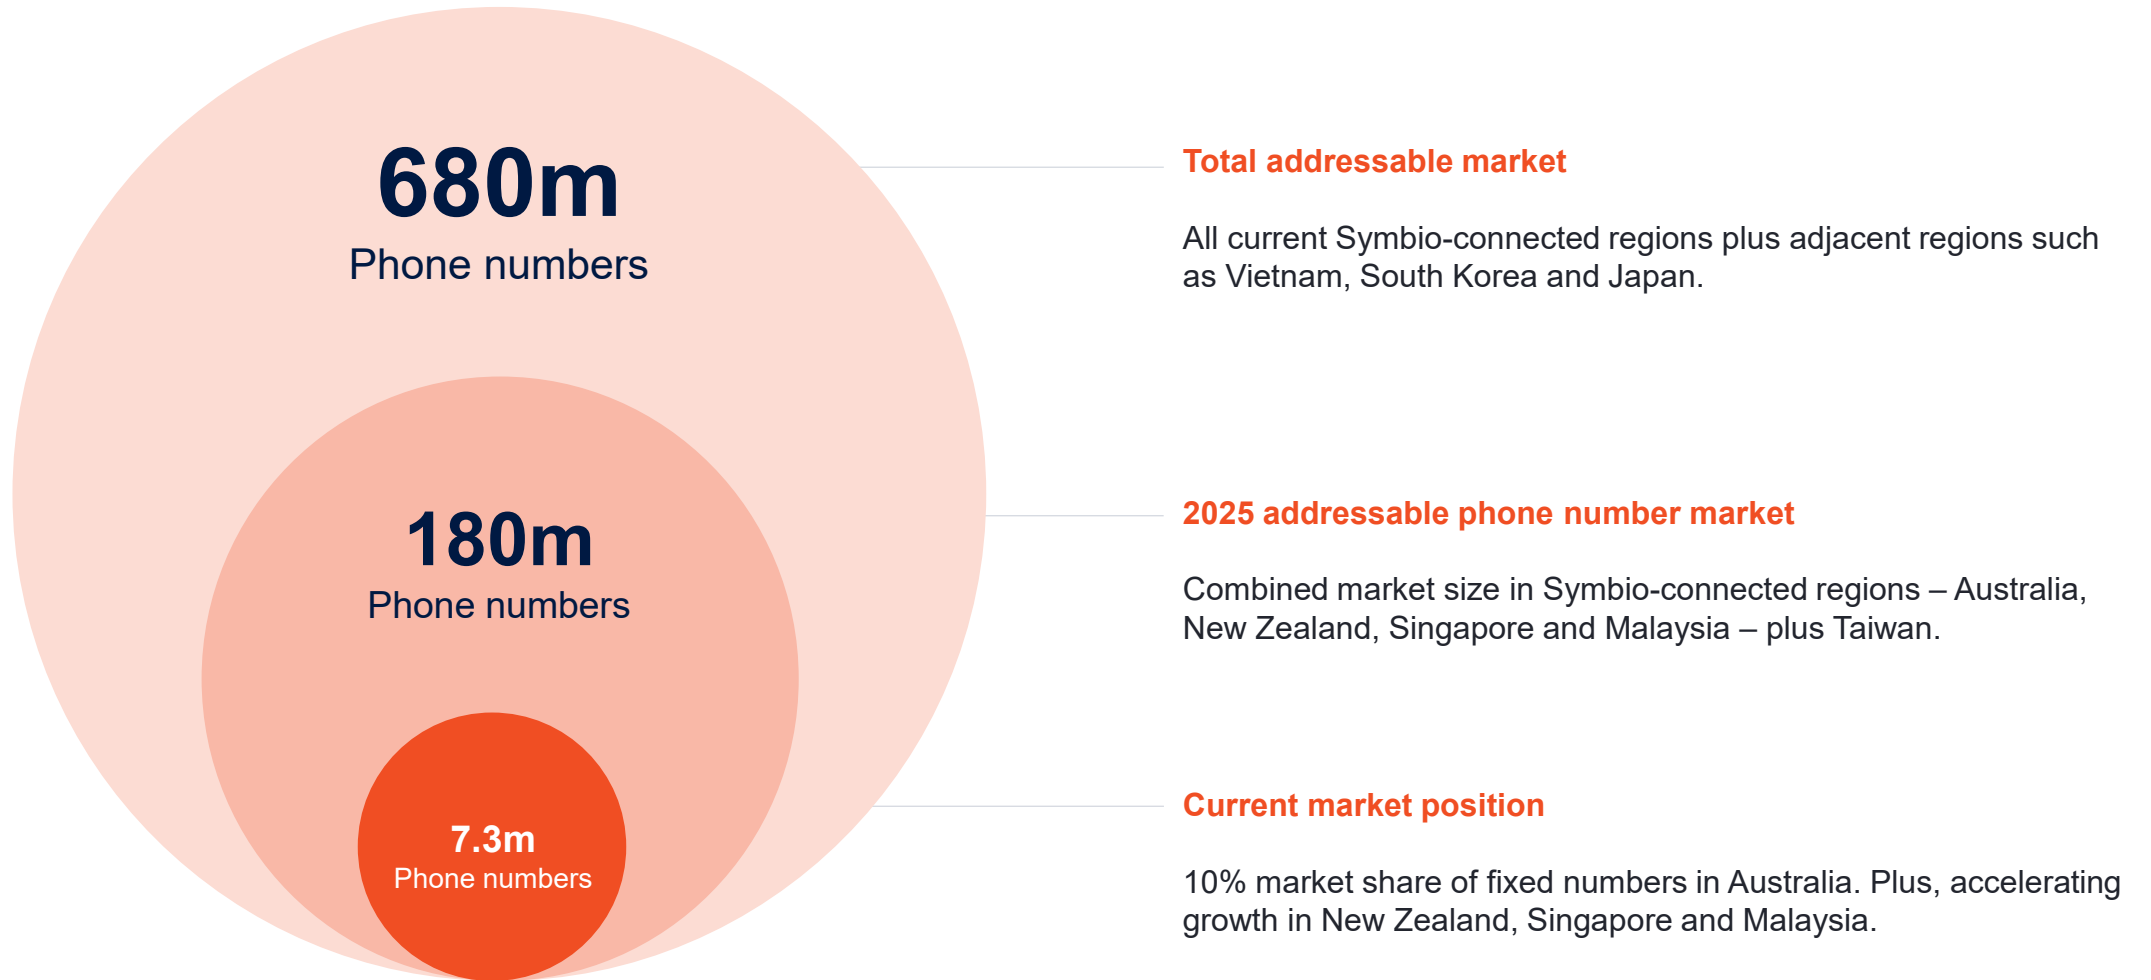 680m
Phone numbers
Total addressable market
All current Symbio-connected regions plus adjacent regions such
as Vietnam, South Korea and Japan.
180m
Phone numbers
2025 addressable phone number market
Combined market size in Symbio-connected regions – Australia,
New Zealand, Singapore and Malaysia – plus Taiwan.
7.3m
Phone numbers
Current market position
10% market share of fixed numbers in Australia. Plus, accelerating
growth in New Zealand, Singapore and Malaysia.